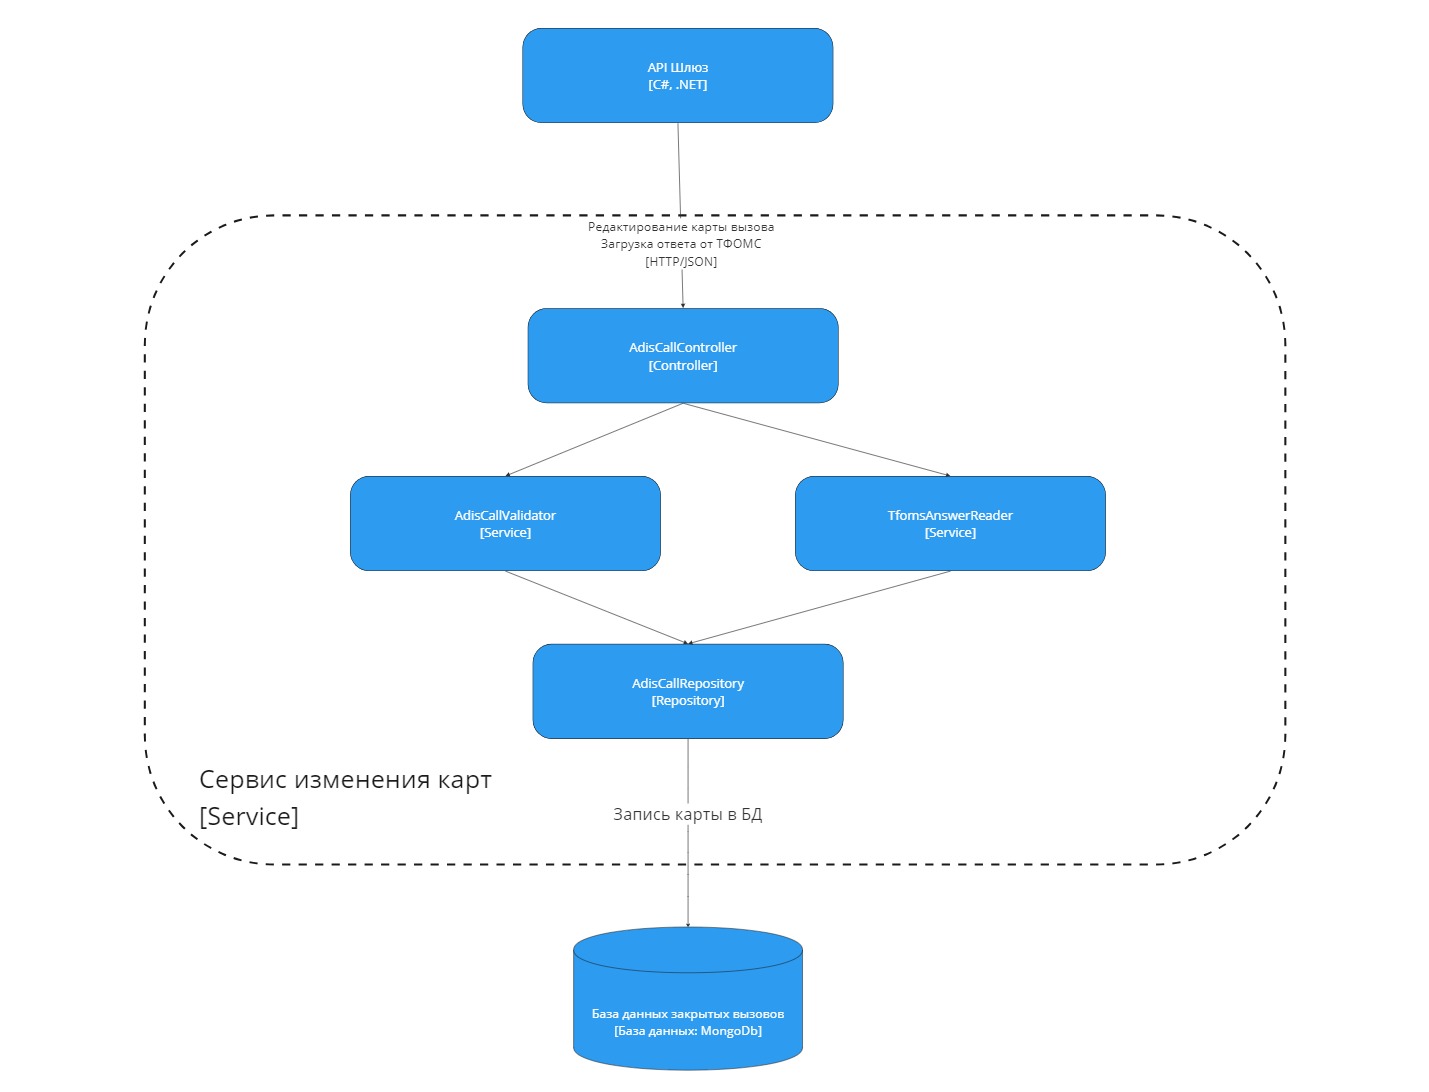 API Шлюз
[C#, .NET]
Редактирование карты вызова
Загрузка ответа от ТФОМС
[HTTP/JSON]
AdisCallController
[Controller]
AdisCallValidator
[Service]
TfomsAnswerReader
[Service]
AdisCallRepository
[Repository]
Сервис изменения карт
[Service]
Запись карты в БД
База данных закрытых вызовов
[База данных: MongoDb]